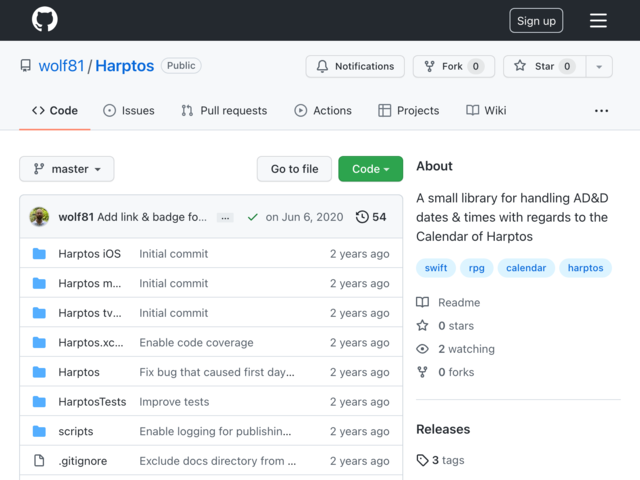 Sign up
wolf81 / Harptos Public
Notifications
Fork 0
Star 0
Code
Issues
Pull requests
Actions
Projects
Wiki
...
master
Go to file
Code
wolf81 Add link & badge fo... ... on Jun 6, 2020 54
Harptos iOS Initial commit 2 years ago
Harptos m... Initial commit 2 years ago
Harptos tv... Initial commit 2 years ago
Harptos.xc... Enable code coverage 2 years ago
Harptos Fix bug that caused first day... 2 years ago
HarptosTests Improve tests 2 years ago
scripts Enable logging for publishin... 2 years ago
.gitignore Exclude docs directory from ... 2 years ago
About
A small library for handling AD&D
dates & times with regards to the
Calendar of Harptos
swift rpg calendar harptos
Readme
0 stars
2 watching
0 forks
Releases
3 tags